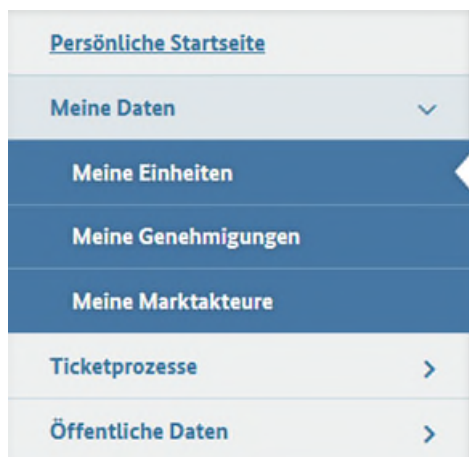 Persönliche Startseite
Meine Daten
Meine Einheiten
Meine Genehmigungen
Meine Marktakteure
Ticketprozesse
Öffentliche Daten